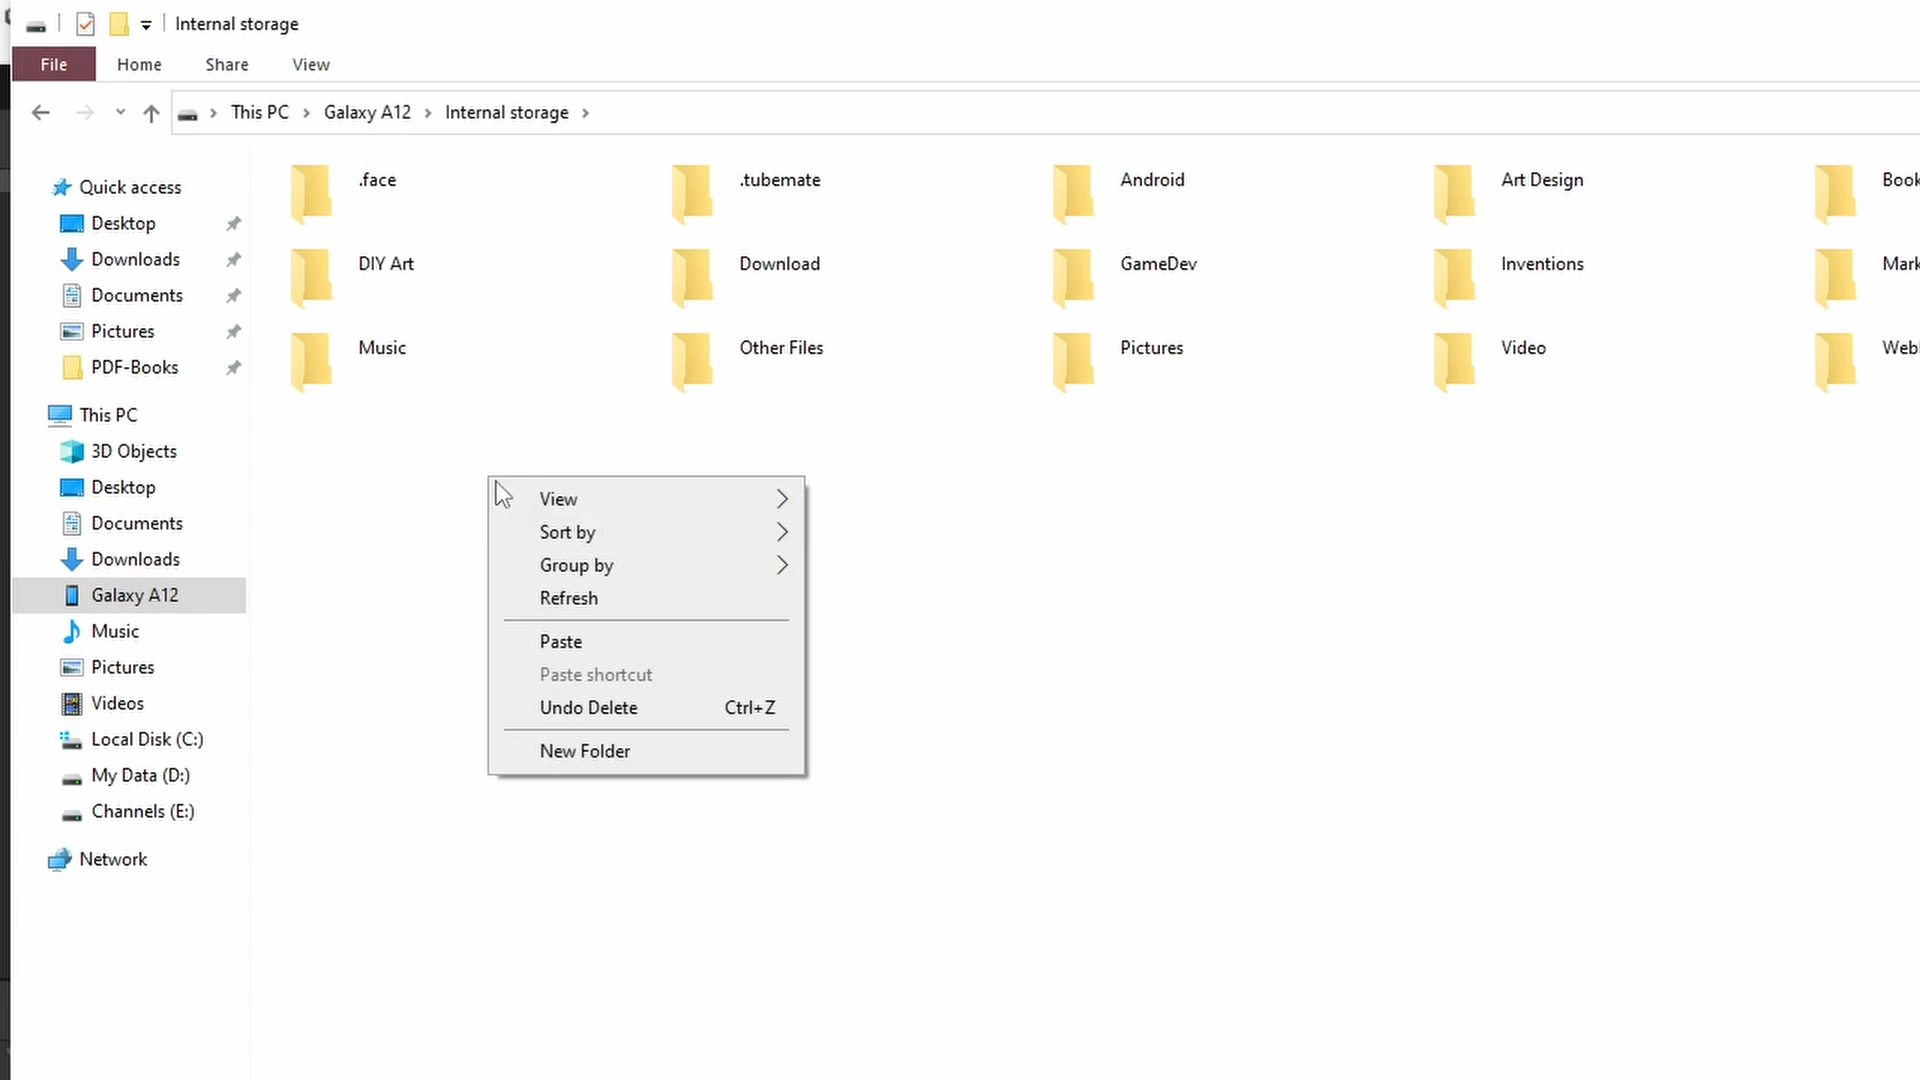 Internal storage
File Home Share View
This PC Galaxy A12 Internal storage
Quick access
Desktop
Downloads
Documents
Pictures
PDF-Books
This PC
3D Objects
Desktop
Documents
Downloads
Galaxy A12
Music
Pictures
Videos
Local Disk (C:)
My Data (D:)
Channels (E:)
Network
.face .tubemate Android Art Design Book
DIY Art Download GameDev Inventions Mark
Music Other Files Pictures Video
View
Sort by
Group by
Refresh
Paste
Paste shortcut
Undo Delete Ctrl+Z
New Folder